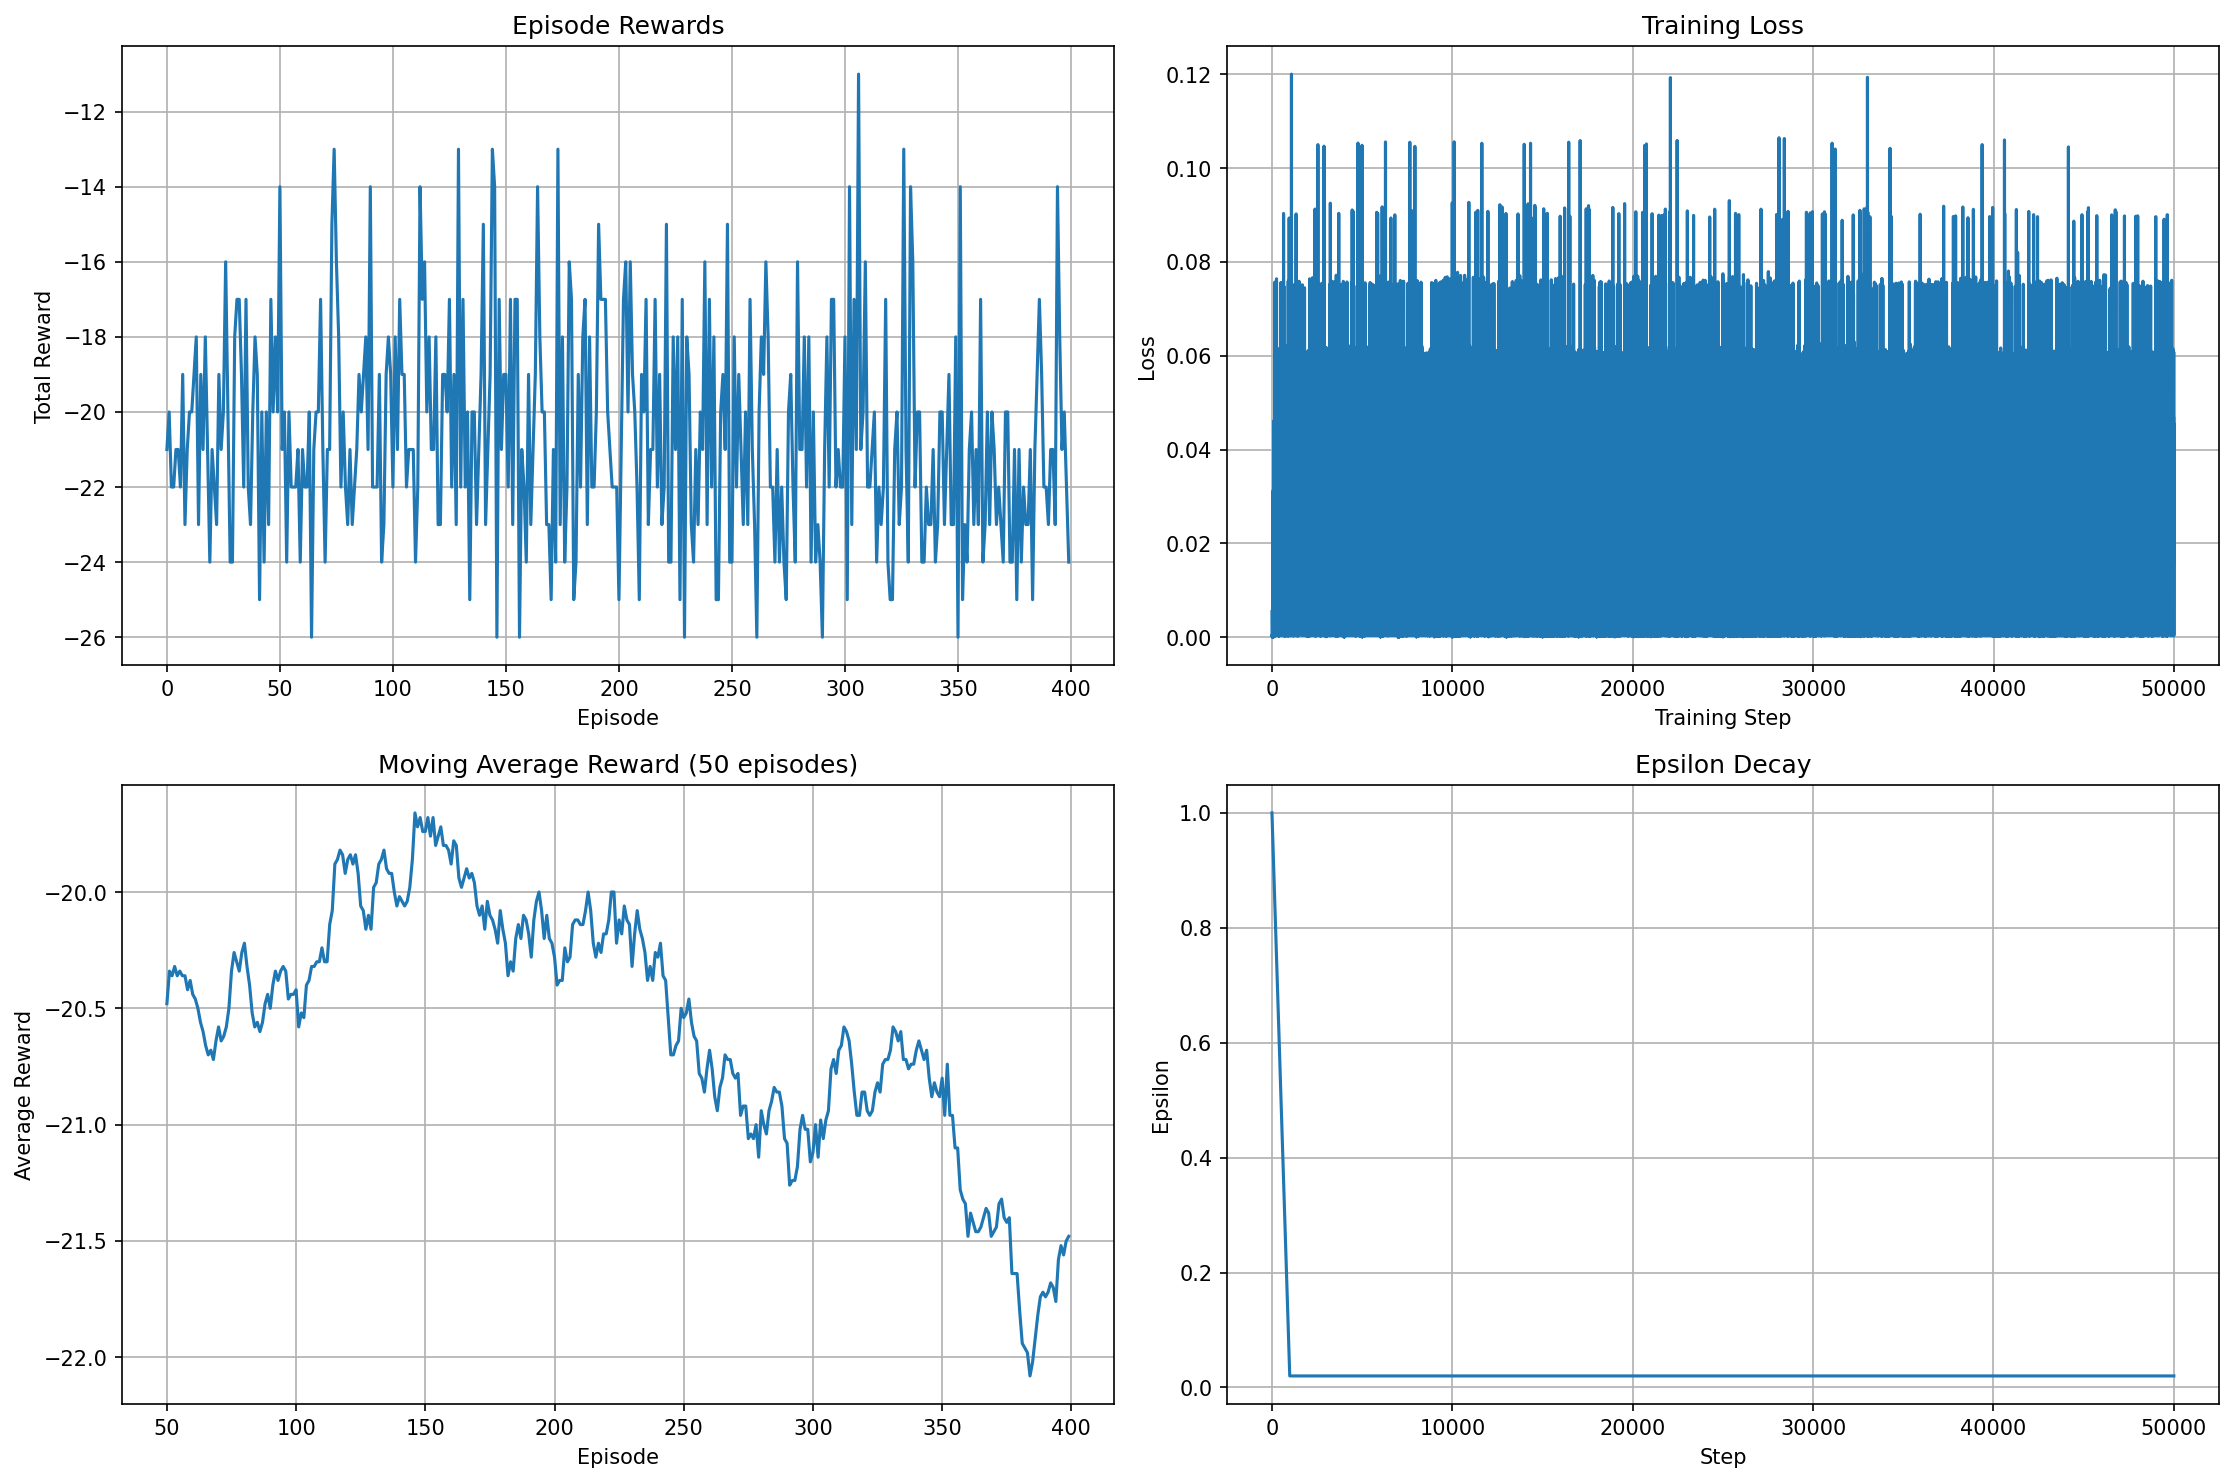 Episode Rewards
Total Reward
−12
−14
−16
−18
−20
−22
−24
−26
0 50 100 150 200 250 300 350 400
Episode
Training Loss
Loss
0.12
0.10
0.08
0.06
0.04
0.02
0.00
0 10000 20000 30000 40000 50000
Training Step
Moving Average Reward (50 episodes)
Average Reward
−20.0
−20.5
−21.0
−21.5
−22.0
50 100 150 200 250 300 350 400
Episode
Epsilon Decay
Epsilon
1.0
0.8
0.6
0.4
0.2
0.0
0 10000 20000 30000 40000 50000
Step